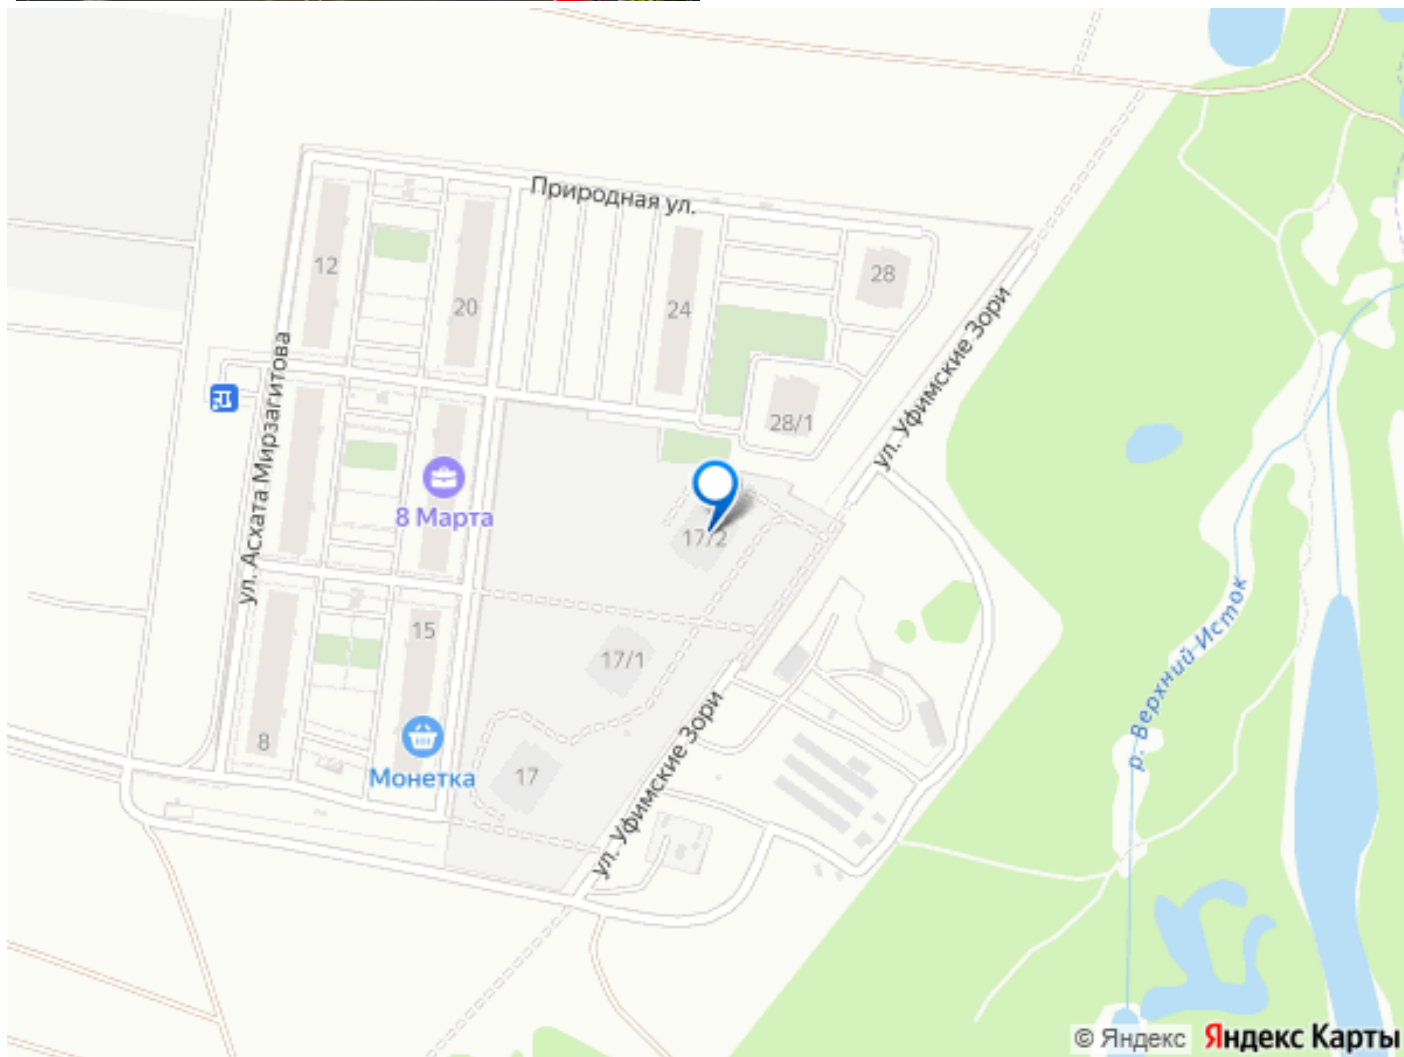 Природная ул.
12
20
24
28
28/1
ул. Асхата Мирзагитова
ул. Уфимские Зори
8 Марта
17/2
15
17/1
р. Верхний Исток
8
Монетка
17
ул. Уфимские Зори
© Яндекс Яндекс Карты